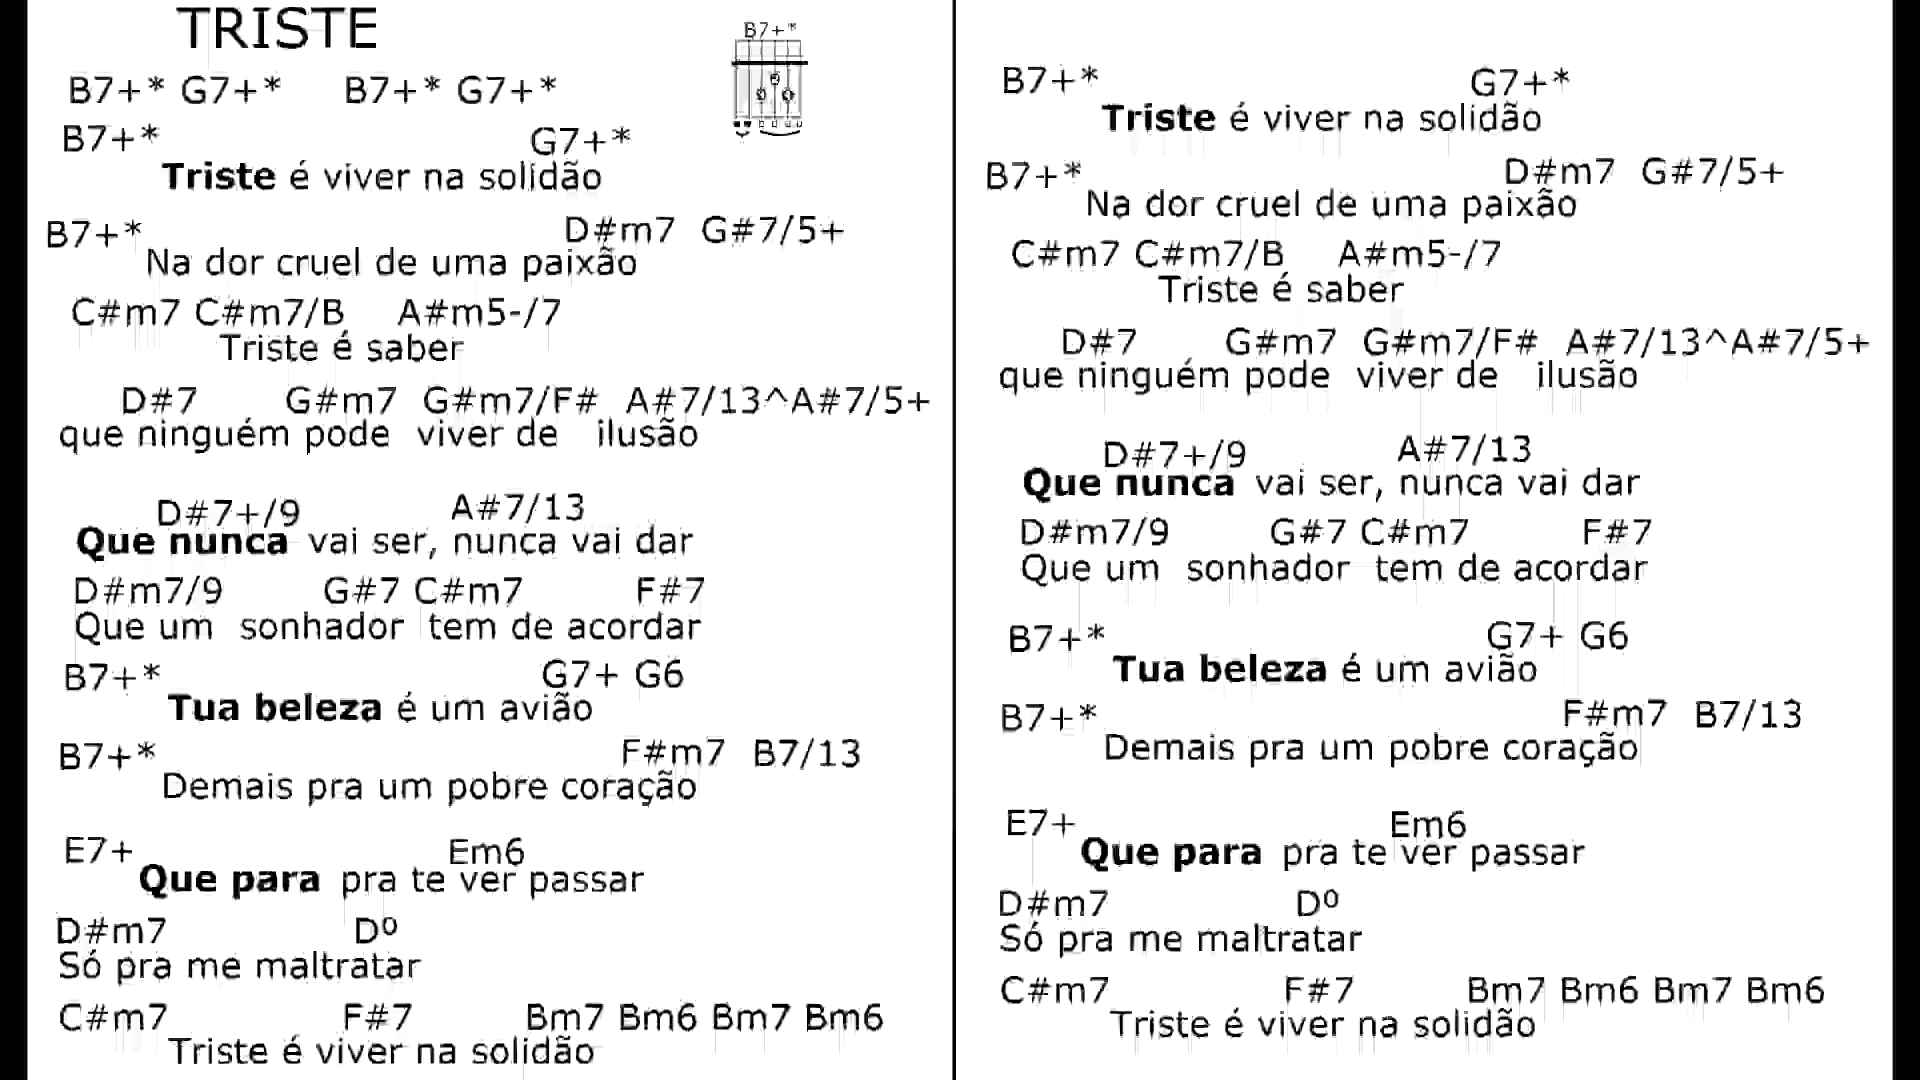 TRISTE
B7+*
B7+* G7+* B7+* G7+*
B7+* G7+*
Triste é viver na solidão
B7+* D#m7 G#7/5+
Na dor cruel de uma paixão
C#m7 C#m7/B A#m5-/7
Triste é saber
D#7 G#m7 G#m7/F# A#7/13^A#7/5+
que ninguém pode viver de ilusão
D#7+/9 A#7/13
Que nunca vai ser, nunca vai dar
D#m7/9 G#7 C#m7 F#7
Que um sonhador tem de acordar
B7+* G7+ G6
Tua beleza é um avião
B7+* F#m7 B7/13
Demais pra um pobre coração
E7+ Em6
Que para pra te ver passar
D#m7 Dº
Só pra me maltratar
C#m7 F#7 Bm7 Bm6 Bm7 Bm6
Triste é viver na solidão
B7+* G7+*
Triste é viver na solidão
B7+* D#m7 G#7/5+
Na dor cruel de uma paixão
C#m7 C#m7/B A#m5-/7
Triste é saber
D#7 G#m7 G#m7/F# A#7/13^A#7/5+
que ninguém pode viver de ilusão
D#7+/9 A#7/13
Que nunca vai ser, nunca vai dar
D#m7/9 G#7 C#m7 F#7
Que um sonhador tem de acordar
B7+* G7+ G6
Tua beleza é um avião
B7+* F#m7 B7/13
Demais pra um pobre coração
E7+ Em6
Que para pra te ver passar
D#m7 Dº
Só pra me maltratar
C#m7 F#7 Bm7 Bm6 Bm7 Bm6
Triste é viver na solidão